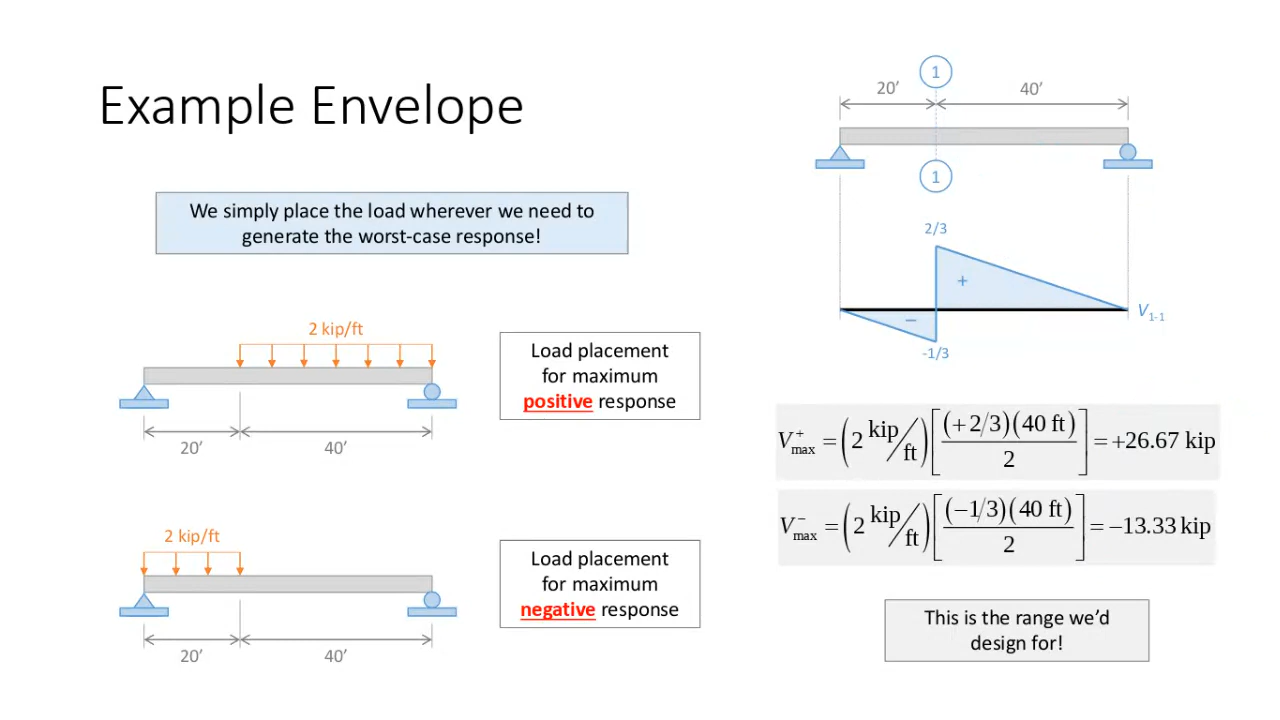 Example Envelope
We simply place the load wherever we need to
generate the worst-case response!
2 kip/ft
20′
40′
Load placement
for maximum
positive response
2 kip/ft
20′
40′
Load placement
for maximum
negative response
1
20′
40′
1
2/3
+
−
V1-1
-1/3
V+max = (2 kip/ft)[(+2/3)(40 ft)/2] = +26.67 kip
V−max = (2 kip/ft)[(−1/3)(40 ft)/2] = −13.33 kip
This is the range we’d
design for!